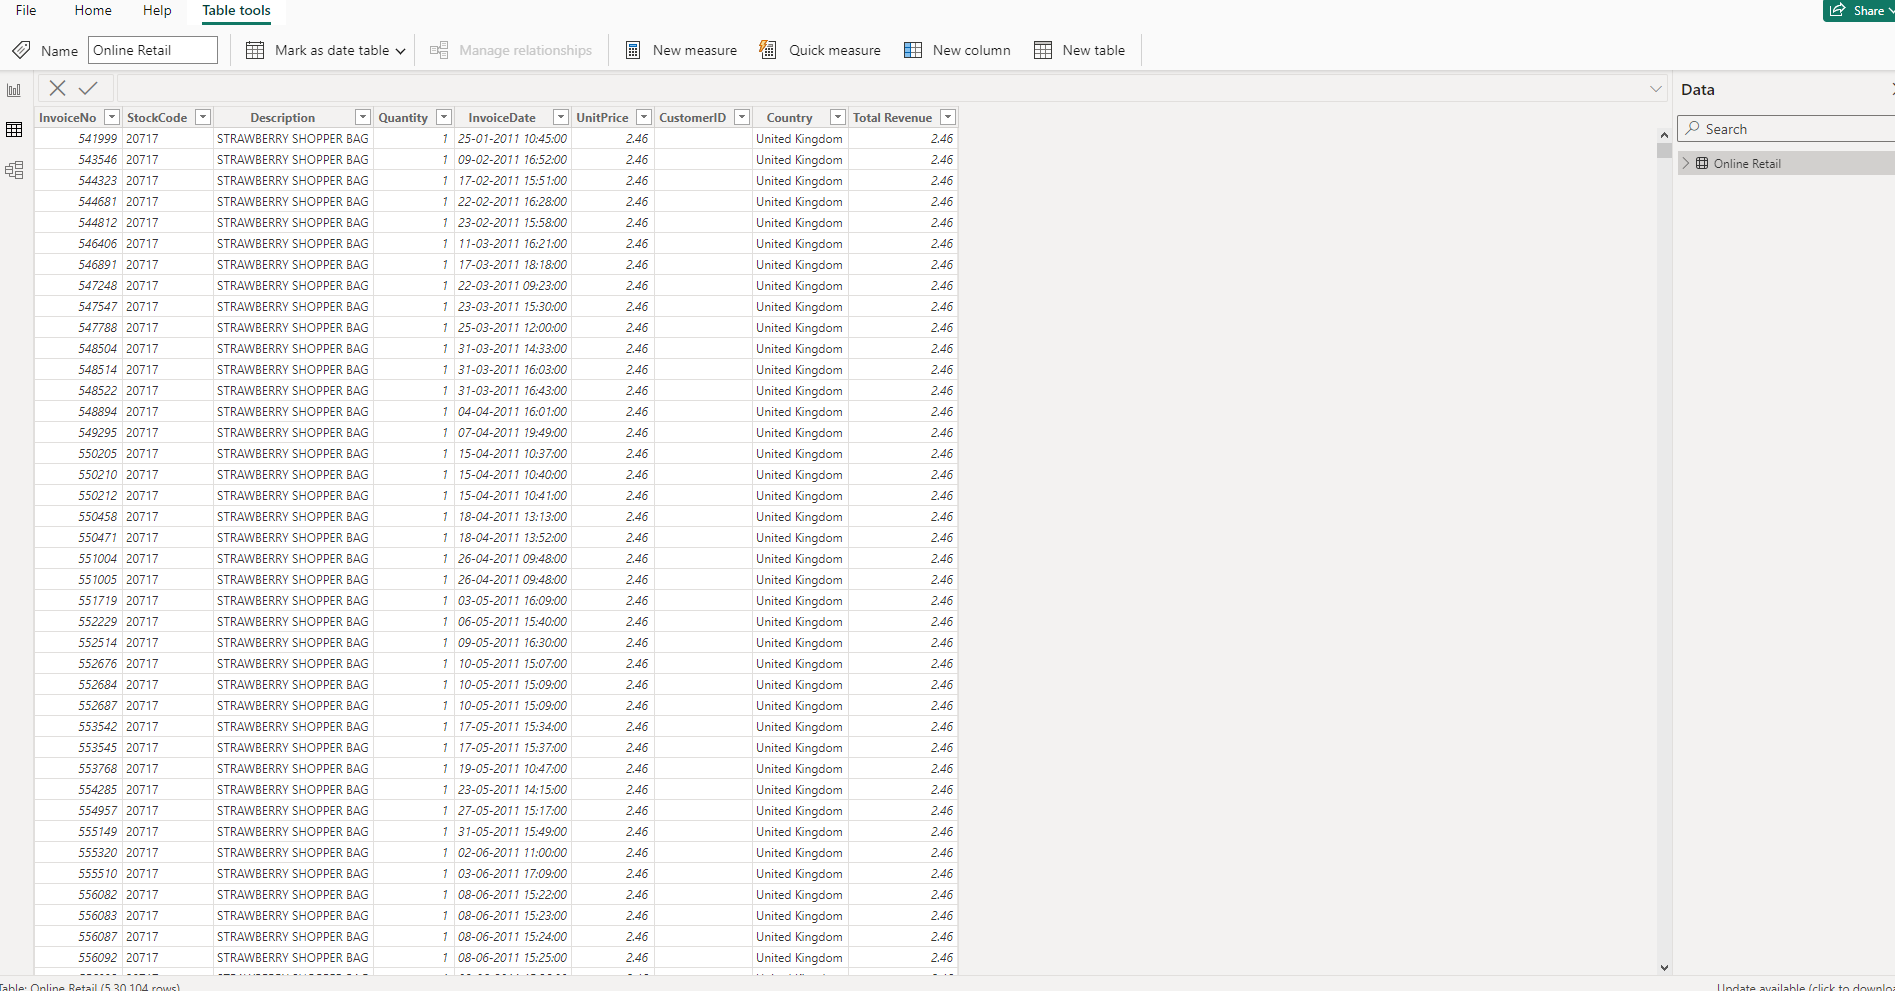 File Home Help Table tools Share
Name Online Retail Mark as date table Manage relationships New measure Quick measure New column New table
Data
Search
Online Retail
InvoiceNo StockCode Description Quantity InvoiceDate UnitPrice CustomerID Country Total Revenue
541999 20717 STRAWBERRY SHOPPER BAG 1 25-01-2011 10:45:00 2.46 United Kingdom 2.46
543546 20717 STRAWBERRY SHOPPER BAG 1 09-02-2011 16:52:00 2.46 United Kingdom 2.46
544323 20717 STRAWBERRY SHOPPER BAG 1 17-02-2011 15:51:00 2.46 United Kingdom 2.46
544681 20717 STRAWBERRY SHOPPER BAG 1 22-02-2011 16:28:00 2.46 United Kingdom 2.46
544812 20717 STRAWBERRY SHOPPER BAG 1 23-02-2011 15:58:00 2.46 United Kingdom 2.46
546406 20717 STRAWBERRY SHOPPER BAG 1 11-03-2011 16:21:00 2.46 United Kingdom 2.46
546891 20717 STRAWBERRY SHOPPER BAG 1 17-03-2011 18:18:00 2.46 United Kingdom 2.46
547248 20717 STRAWBERRY SHOPPER BAG 1 22-03-2011 09:23:00 2.46 United Kingdom 2.46
547547 20717 STRAWBERRY SHOPPER BAG 1 23-03-2011 15:30:00 2.46 United Kingdom 2.46
547788 20717 STRAWBERRY SHOPPER BAG 1 25-03-2011 12:00:00 2.46 United Kingdom 2.46
548504 20717 STRAWBERRY SHOPPER BAG 1 31-03-2011 14:33:00 2.46 United Kingdom 2.46
548514 20717 STRAWBERRY SHOPPER BAG 1 31-03-2011 16:03:00 2.46 United Kingdom 2.46
548522 20717 STRAWBERRY SHOPPER BAG 1 31-03-2011 16:43:00 2.46 United Kingdom 2.46
548894 20717 STRAWBERRY SHOPPER BAG 1 04-04-2011 16:01:00 2.46 United Kingdom 2.46
549295 20717 STRAWBERRY SHOPPER BAG 1 07-04-2011 19:49:00 2.46 United Kingdom 2.46
550205 20717 STRAWBERRY SHOPPER BAG 1 15-04-2011 10:37:00 2.46 United Kingdom 2.46
550210 20717 STRAWBERRY SHOPPER BAG 1 15-04-2011 10:40:00 2.46 United Kingdom 2.46
550212 20717 STRAWBERRY SHOPPER BAG 1 15-04-2011 10:41:00 2.46 United Kingdom 2.46
550458 20717 STRAWBERRY SHOPPER BAG 1 18-04-2011 13:13:00 2.46 United Kingdom 2.46
550471 20717 STRAWBERRY SHOPPER BAG 1 18-04-2011 13:52:00 2.46 United Kingdom 2.46
551004 20717 STRAWBERRY SHOPPER BAG 1 26-04-2011 09:48:00 2.46 United Kingdom 2.46
551005 20717 STRAWBERRY SHOPPER BAG 1 26-04-2011 09:48:00 2.46 United Kingdom 2.46
551719 20717 STRAWBERRY SHOPPER BAG 1 03-05-2011 16:09:00 2.46 United Kingdom 2.46
552229 20717 STRAWBERRY SHOPPER BAG 1 06-05-2011 15:40:00 2.46 United Kingdom 2.46
552514 20717 STRAWBERRY SHOPPER BAG 1 09-05-2011 16:30:00 2.46 United Kingdom 2.46
552676 20717 STRAWBERRY SHOPPER BAG 1 10-05-2011 15:07:00 2.46 United Kingdom 2.46
552684 20717 STRAWBERRY SHOPPER BAG 1 10-05-2011 15:09:00 2.46 United Kingdom 2.46
552687 20717 STRAWBERRY SHOPPER BAG 1 10-05-2011 15:09:00 2.46 United Kingdom 2.46
553542 20717 STRAWBERRY SHOPPER BAG 1 17-05-2011 15:34:00 2.46 United Kingdom 2.46
553545 20717 STRAWBERRY SHOPPER BAG 1 17-05-2011 15:37:00 2.46 United Kingdom 2.46
553768 20717 STRAWBERRY SHOPPER BAG 1 19-05-2011 10:47:00 2.46 United Kingdom 2.46
554285 20717 STRAWBERRY SHOPPER BAG 1 23-05-2011 14:15:00 2.46 United Kingdom 2.46
554957 20717 STRAWBERRY SHOPPER BAG 1 27-05-2011 15:17:00 2.46 United Kingdom 2.46
555149 20717 STRAWBERRY SHOPPER BAG 1 31-05-2011 15:49:00 2.46 United Kingdom 2.46
555320 20717 STRAWBERRY SHOPPER BAG 1 02-06-2011 11:00:00 2.46 United Kingdom 2.46
555510 20717 STRAWBERRY SHOPPER BAG 1 03-06-2011 17:09:00 2.46 United Kingdom 2.46
556082 20717 STRAWBERRY SHOPPER BAG 1 08-06-2011 15:22:00 2.46 United Kingdom 2.46
556083 20717 STRAWBERRY SHOPPER BAG 1 08-06-2011 15:23:00 2.46 United Kingdom 2.46
556087 20717 STRAWBERRY SHOPPER BAG 1 08-06-2011 15:24:00 2.46 United Kingdom 2.46
556092 20717 STRAWBERRY SHOPPER BAG 1 08-06-2011 15:25:00 2.46 United Kingdom 2.46
Table: Online Retail (5,30,104 rows) Update available (click to downloa